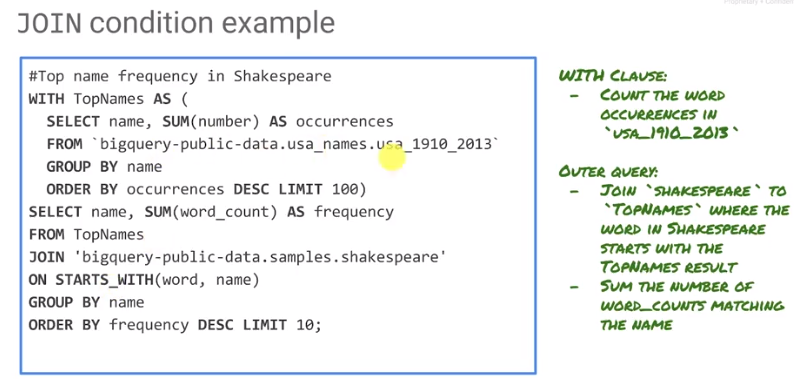 Proprietary + Confidential
JOIN condition example
#Top name frequency in Shakespeare
WITH TopNames AS (
SELECT name, SUM(number) AS occurrences
FROM `bigquery-public-data.usa_names.usa_1910_2013`
GROUP BY name
ORDER BY occurrences DESC LIMIT 100)
SELECT name, SUM(word_count) AS frequency
FROM TopNames
JOIN 'bigquery-public-data.samples.shakespeare'
ON STARTS_WITH(word, name)
GROUP BY name
ORDER BY frequency DESC LIMIT 10;
WITH Clause:
- Count the word
occurrences in
`usa_1910_2013`
Outer query:
- Join `shakespeare` to
`TopNames` where the
word in Shakespeare
starts with the
TopNames result
- Sum the number of
word_counts matching
the name